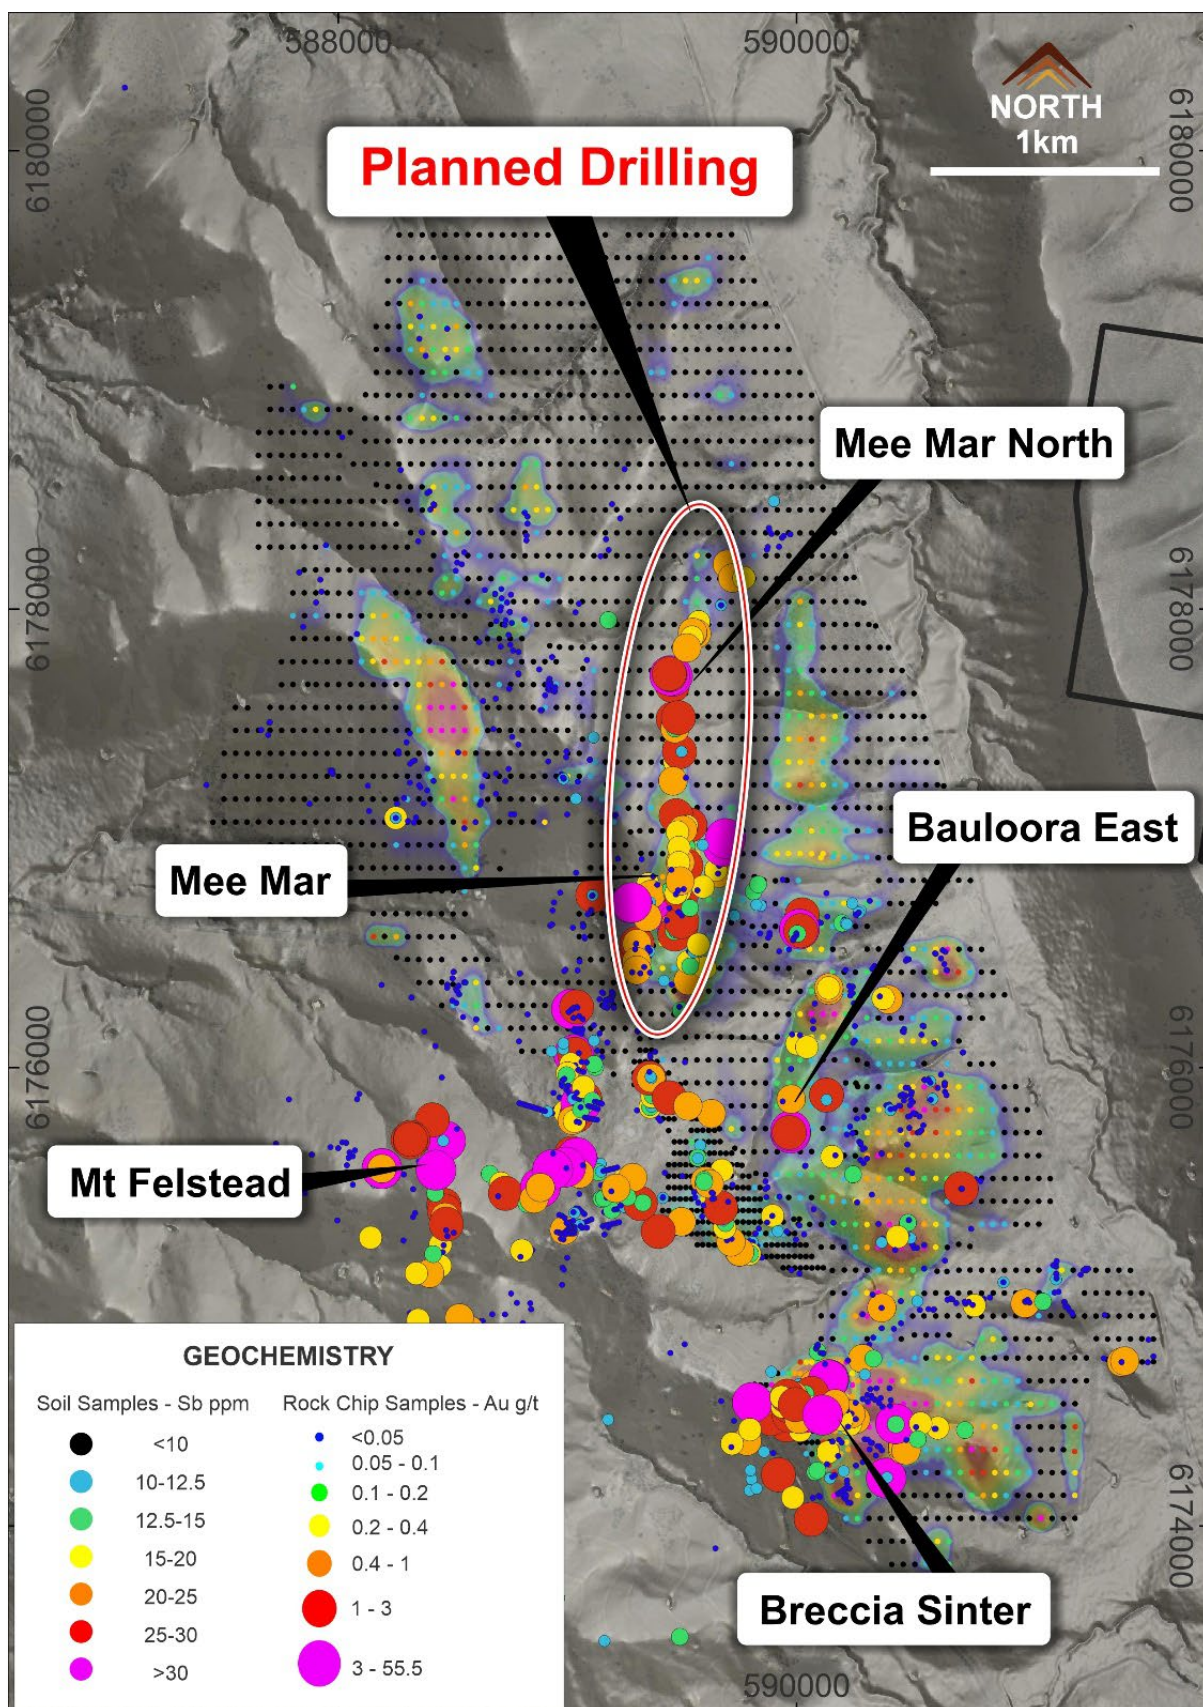 588000
590000
6180000
6180000
NORTH
1km
Planned Drilling
Mee Mar North
6178000
6178000
Bauloora East
Mee Mar
6176000
6176000
Mt Felstead
GEOCHEMISTRY
Soil Samples - Sb ppm
Rock Chip Samples - Au g/t
<10
10-12.5
12.5-15
15-20
20-25
25-30
>30
<0.05
0.05 - 0.1
0.1 - 0.2
0.2 - 0.4
0.4 - 1
1 - 3
3 - 55.5
6174000
Breccia Sinter
590000